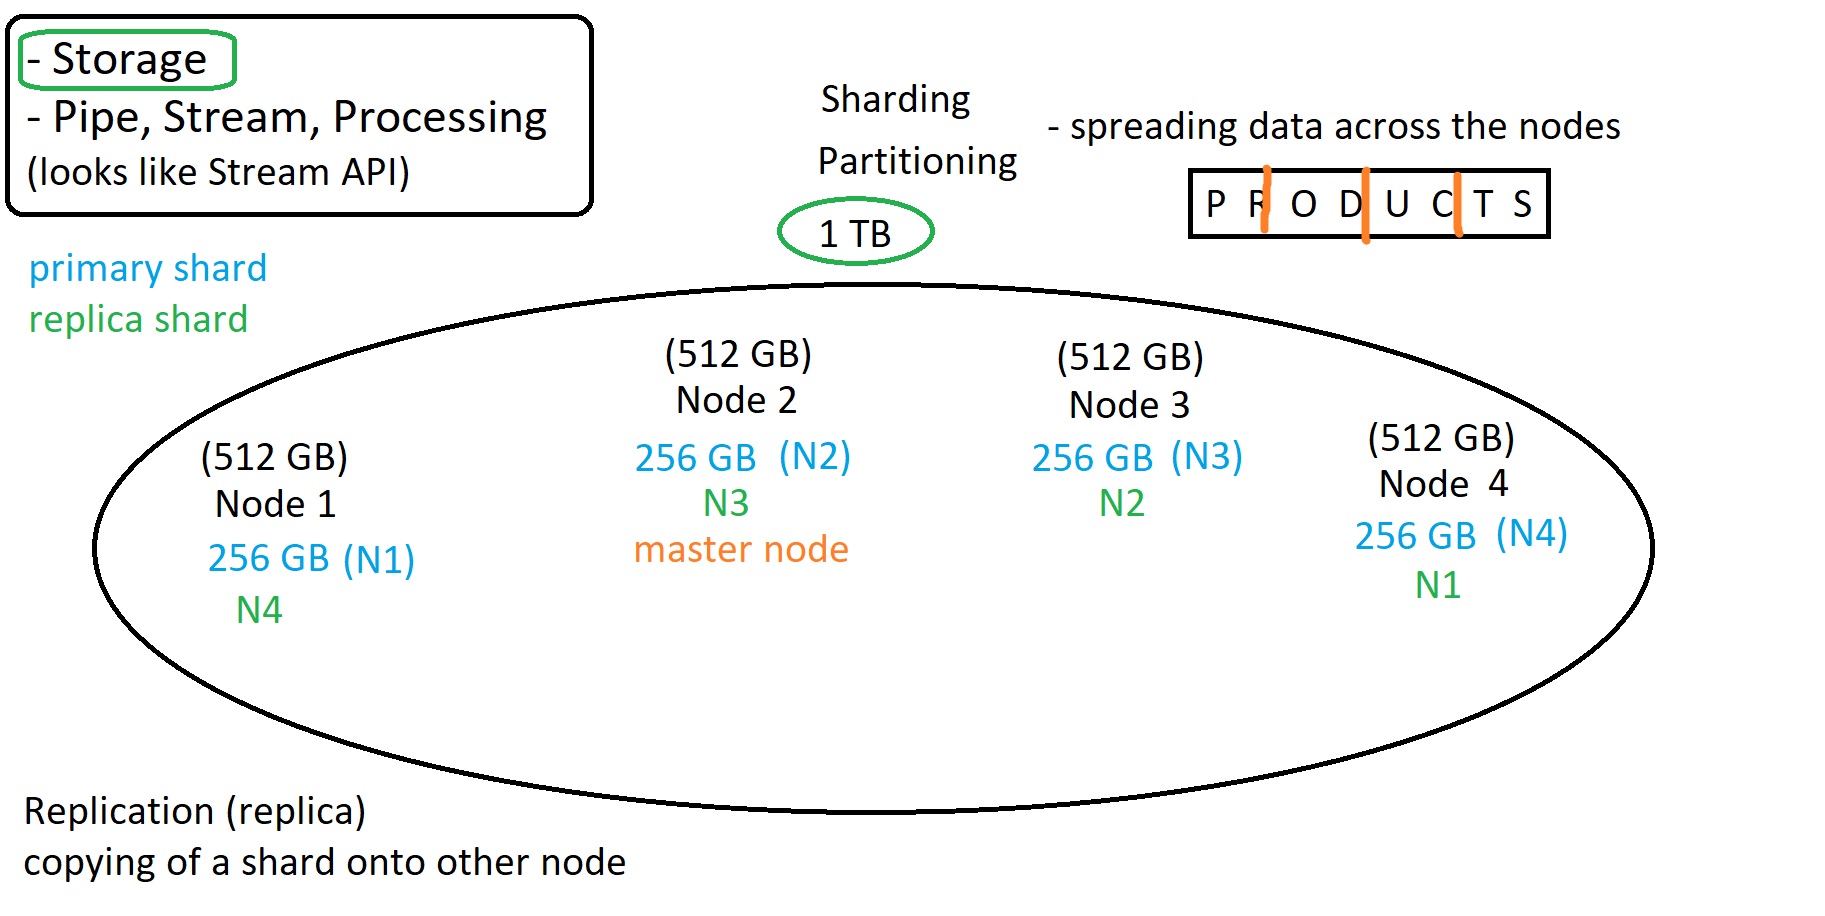 - Storage
- Pipe, Stream, Processing
(looks like Stream API)
primary shard
replica shard
Sharding
Partitioning
- spreading data across the nodes
1 TB
P R O D U C T S
(512 GB)
Node 1
256 GB (N1)
N4
(512 GB)
Node 2
256 GB (N2)
N3
master node
(512 GB)
Node 3
256 GB (N3)
N2
(512 GB)
Node 4
256 GB (N4)
N1
Replication (replica)
copying of a shard onto other node